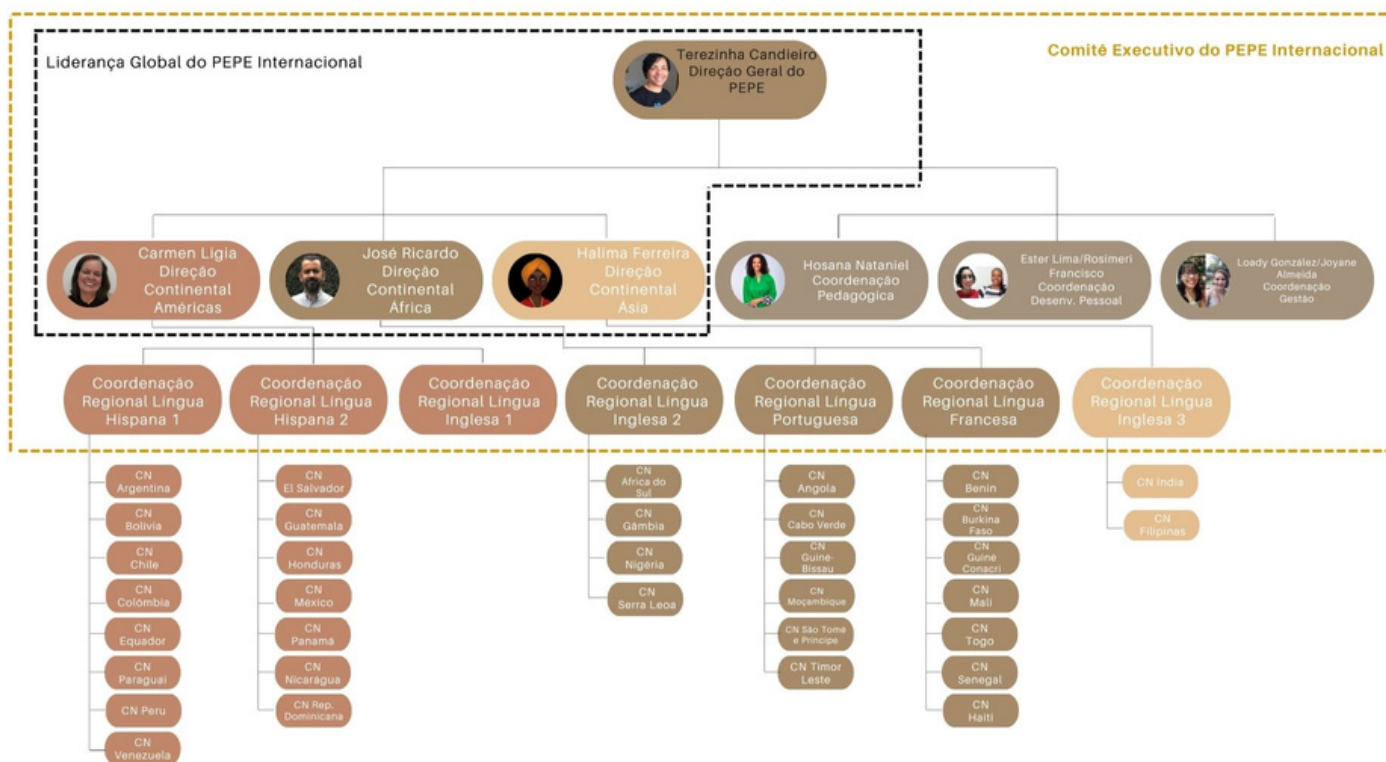 Liderança Global do PEPE Internacional
Comitê Executivo do PEPE Internacional
Terezinha Candieiro
Direção Geral do
PEPE
Carmen Lígia
Direção
Continental
Américas
José Ricardo
Direção
Continental
África
Halima Ferreira
Direção
Continental
Ásia
Hosana Nataniel
Coordenação
Pedagógica
Ester Lima/Rosimeri
Francisco
Coordenação
Desenv. Pessoal
Loady González/Joyane
Almeida
Coordenação
Gestão
Coordenação
Regional Língua
Hispana 1
Coordenação
Regional Língua
Hispana 2
Coordenação
Regional Língua
Inglesa 1
Coordenação
Regional Língua
Inglesa 2
Coordenação
Regional Língua
Portuguesa
Coordenação
Regional Língua
Francesa
Coordenação
Regional Língua
Inglesa 3
CN
Argentina
CN
Bolívia
CN
Chile
CN
Colômbia
CN
Equador
CN
Paraguai
CN Peru
CN
Venezuela
CN
El Salvador
CN
Guatemala
CN
Honduras
CN
México
CN
Panamá
CN
Nicarágua
CN Rep.
Dominicana
CN
África do
Sul
CN
Gâmbia
CN
Nigéria
CN
Serra Leoa
CN
Angola
CN
Cabo Verde
CN
Guiné-
Bissau
CN
Moçambique
CN São Tomé
e Príncipe
CN Timor
Leste
CN
Benin
CN
Burkina
Faso
CN
Guiné
Conacri
CN
Mali
CN
Togo
CN
Senegal
CN
Haiti
CN Índia
CN
Filipinas